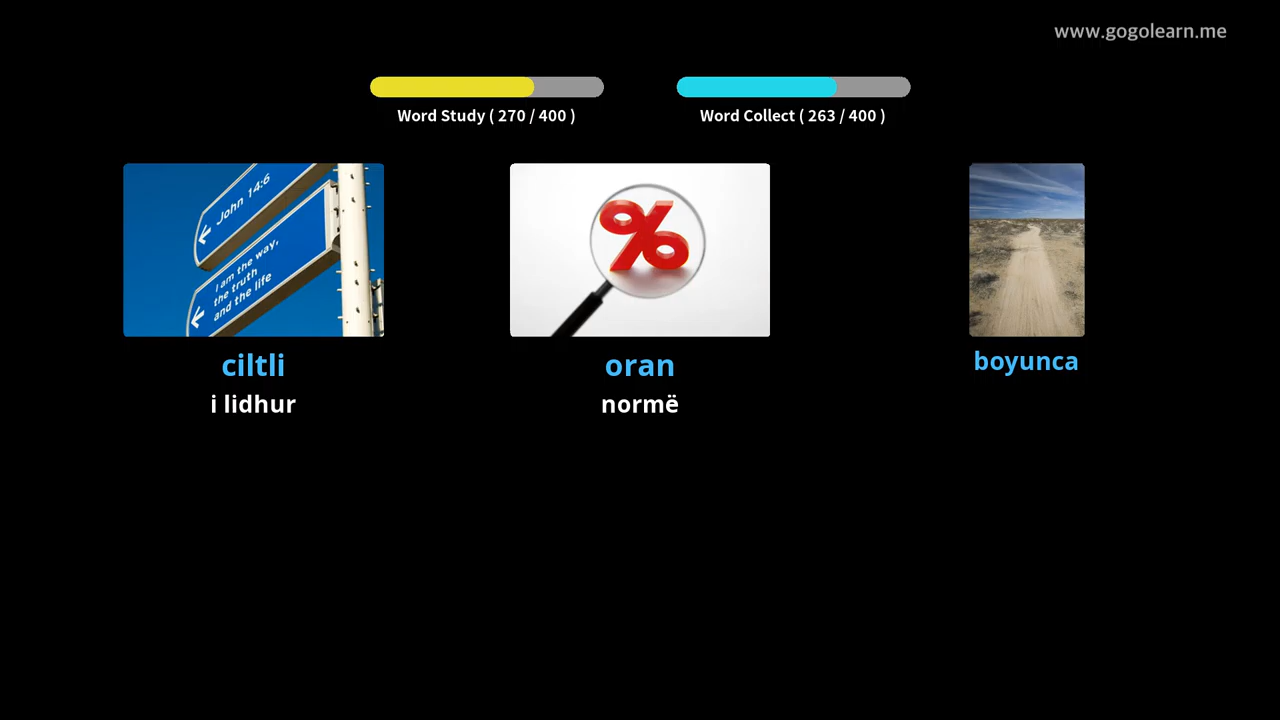 www.gogolearn.me
Word Study ( 270 / 400 )
Word Collect ( 263 / 400 )
John 14:6
I am the way,
the truth
and the life
ciltli
oran
boyunca
i lidhur
normë